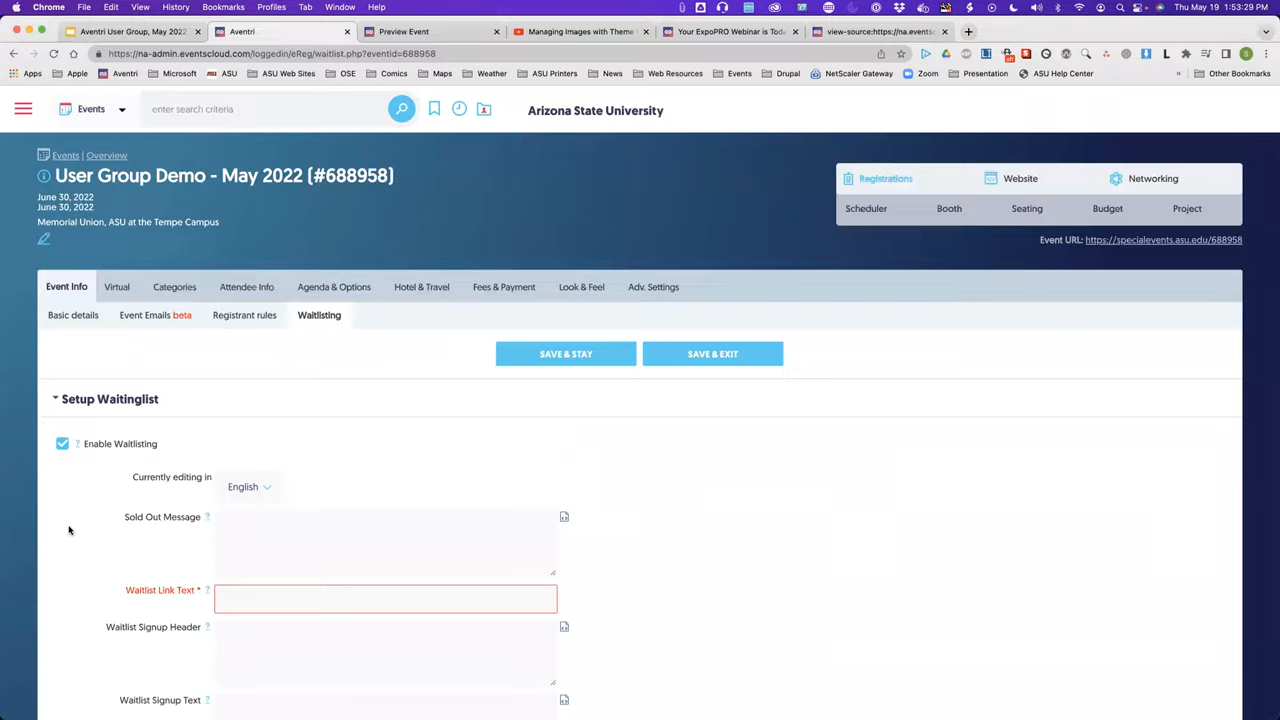 Chrome File Edit View History Bookmarks Profiles Tab Window Help Thu May 19 1:53:29 PM
Aventri User Group, May 2022 Aventri Preview Event Managing Images with Theme Your ExpoPRO Webinar is Tod view-source:https://na.events
https://na-admin.eventscloud.com/loggedin/eReg/waitlist.php?eventid=688958
Apps Apple Aventri Microsoft ASU ASU Web Sites OSE Comics Maps Weather ASU Printers News Web Resources Events Drupal NetScaler Gateway Zoom Presentation ASU Help Center » Other Bookmarks
Events enter search criteria Arizona State University
Events | Overview
User Group Demo - May 2022 (#688958)
June 30, 2022
June 30, 2022
Memorial Union, ASU at the Tempe Campus
Registrations Website Networking
Scheduler Booth Seating Budget Project
Event URL: https://specialevents.asu.edu/688958
Event Info Virtual Categories Attendee Info Agenda & Options Hotel & Travel Fees & Payment Look & Feel Adv. Settings
Basic details Event Emails beta Registrant rules Waitlisting
SAVE & STAY SAVE & EXIT
Setup Waitinglist
? Enable Waitlisting
Currently editing in English
Sold Out Message ?
Waitlist Link Text * ?
Waitlist Signup Header ?
Waitlist Signup Text ?